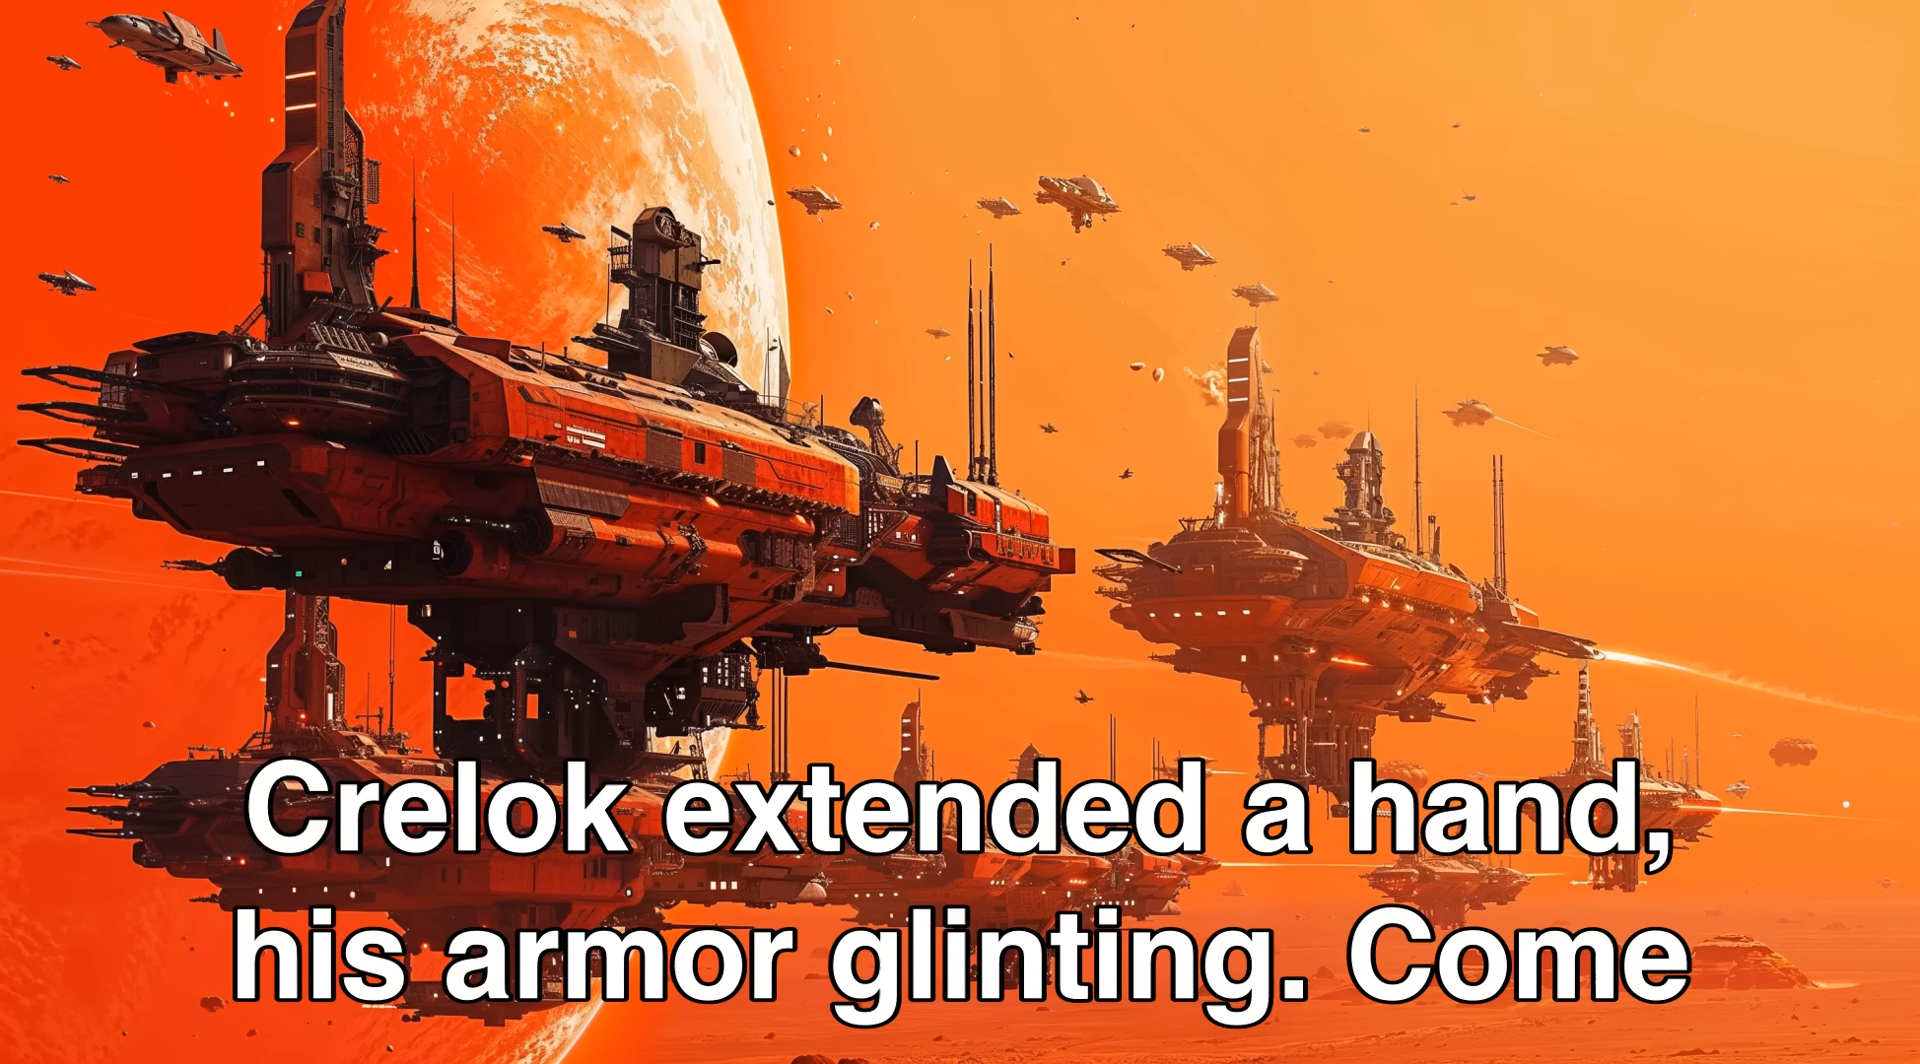 Crelok extended a hand,
his armor glinting. Come